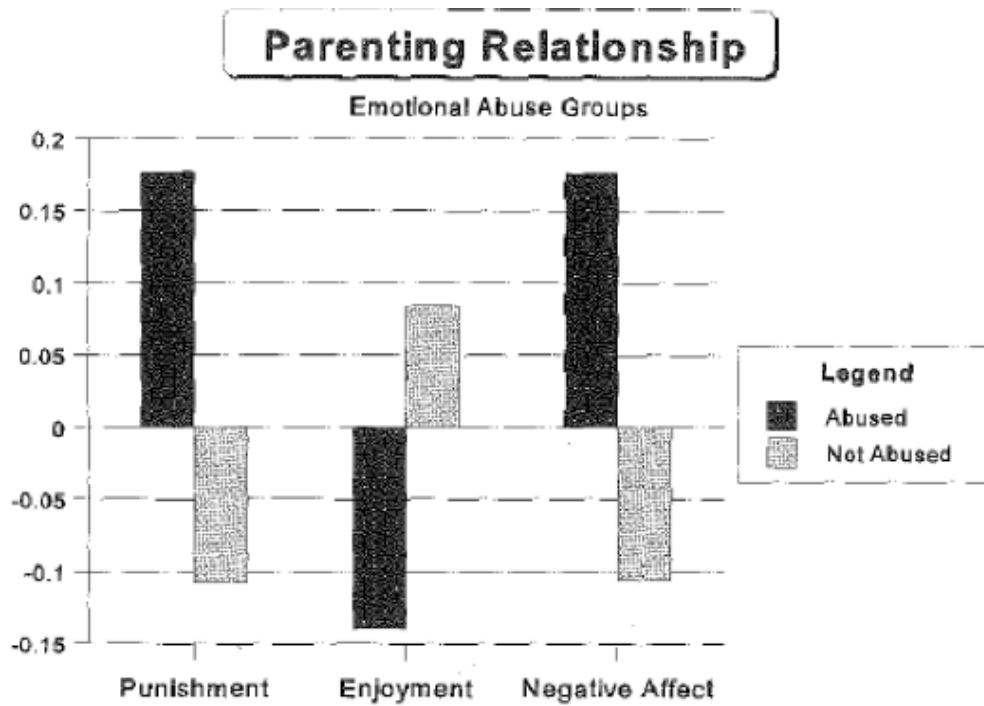 Parenting Relationship
Emotional Abuse Groups
0.2
0.15
0.1
0.05
0
-0.05
-0.1
-0.15
Punishment
Enjoyment
Negative Affect
Legend
Abused
Not Abused